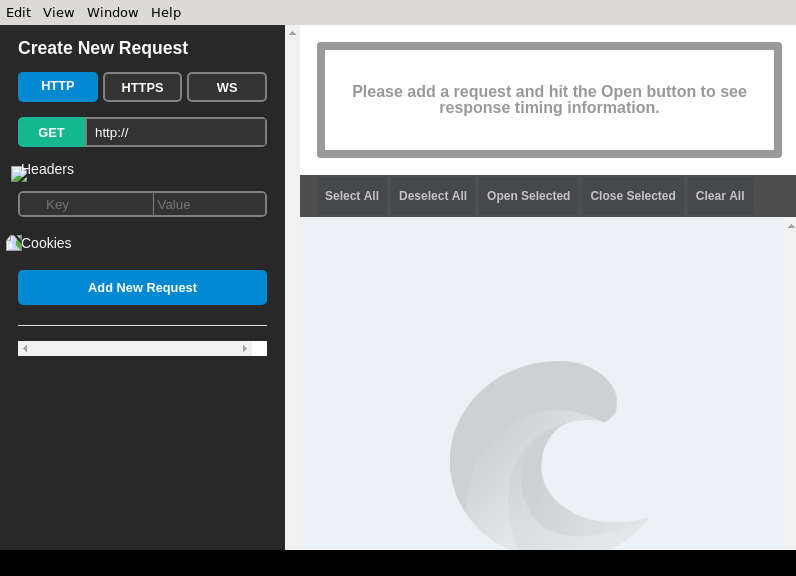 Edit View Window Help
Create New Request
HTTP HTTPS WS
GET http://
Headers
Key Value
Cookies
Add New Request
Please add a request and hit the Open button to see
response timing information.
Select All Deselect All Open Selected Close Selected Clear All